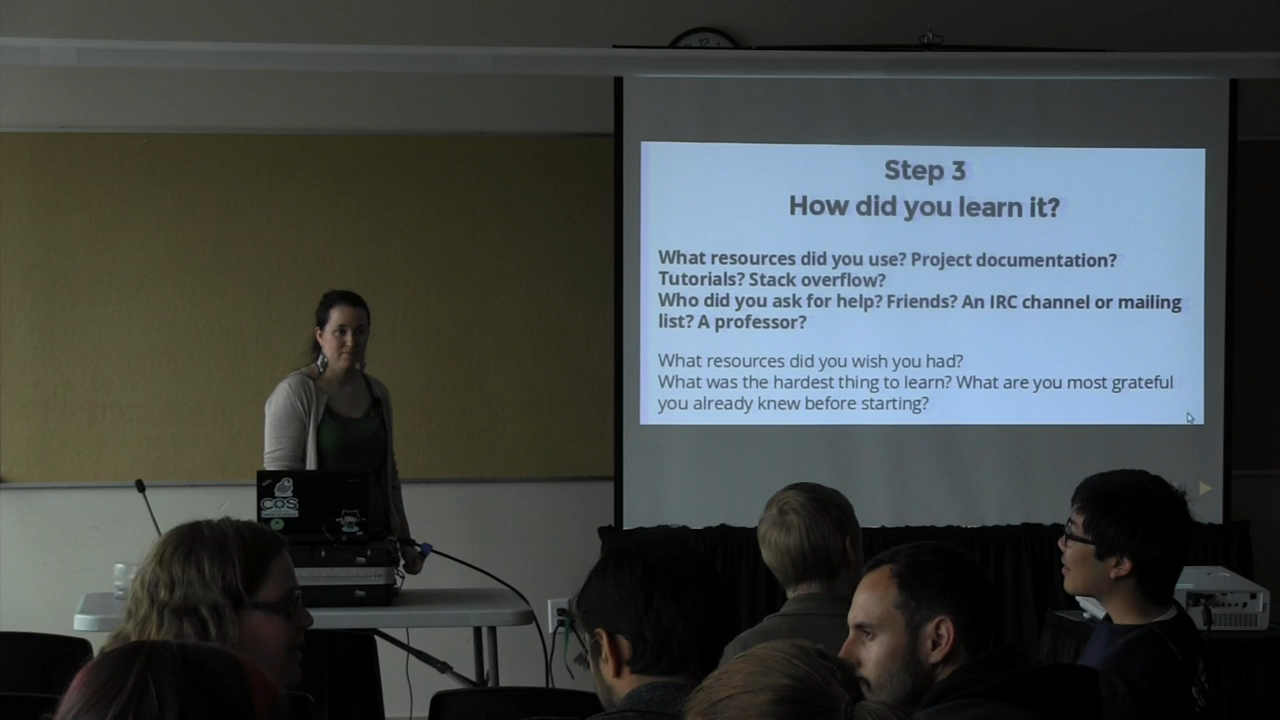 Step 3
How did you learn it?
What resources did you use? Project documentation?
Tutorials? Stack overflow?
Who did you ask for help? Friends? An IRC channel or mailing
list? A professor?
What resources did you wish you had?
What was the hardest thing to learn? What are you most grateful
you already knew before starting?
COS